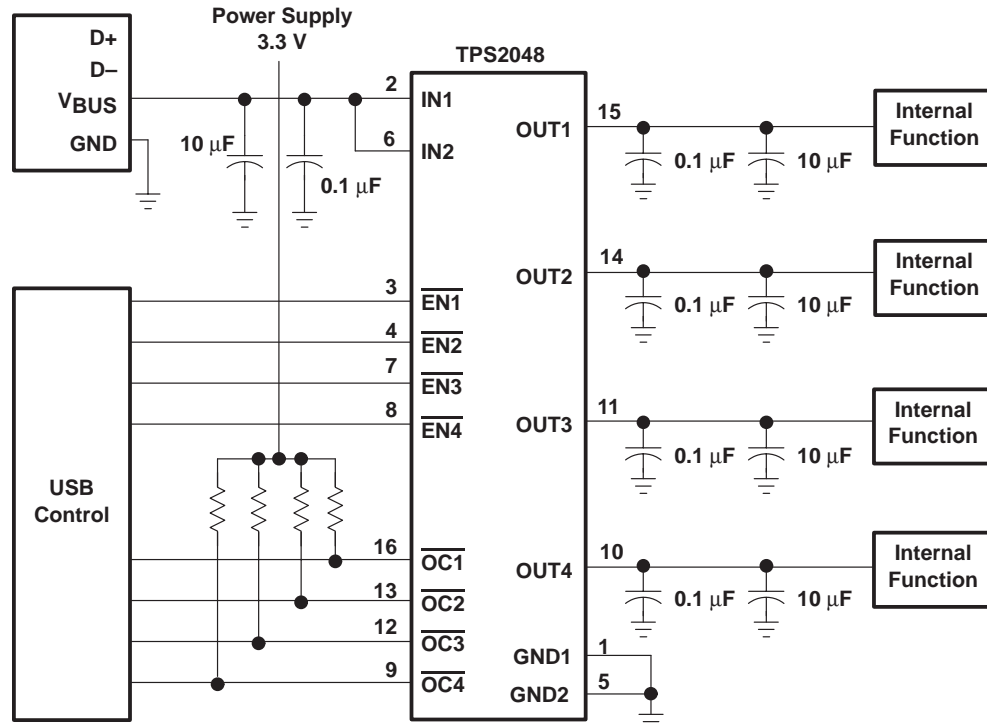 Power Supply
3.3 V
D+
D–
VBUS
GND
10 μF
0.1 μF
TPS2048
2
IN1
6
IN2
3
EN1
4
EN2
7
EN3
8
EN4
16
OC1
13
OC2
12
OC3
9
OC4
USB
Control
OUT1
15
0.1 μF
10 μF
Internal
Function
OUT2
14
0.1 μF
10 μF
Internal
Function
OUT3
11
0.1 μF
10 μF
Internal
Function
OUT4
10
0.1 μF
10 μF
Internal
Function
GND1
1
GND2
5